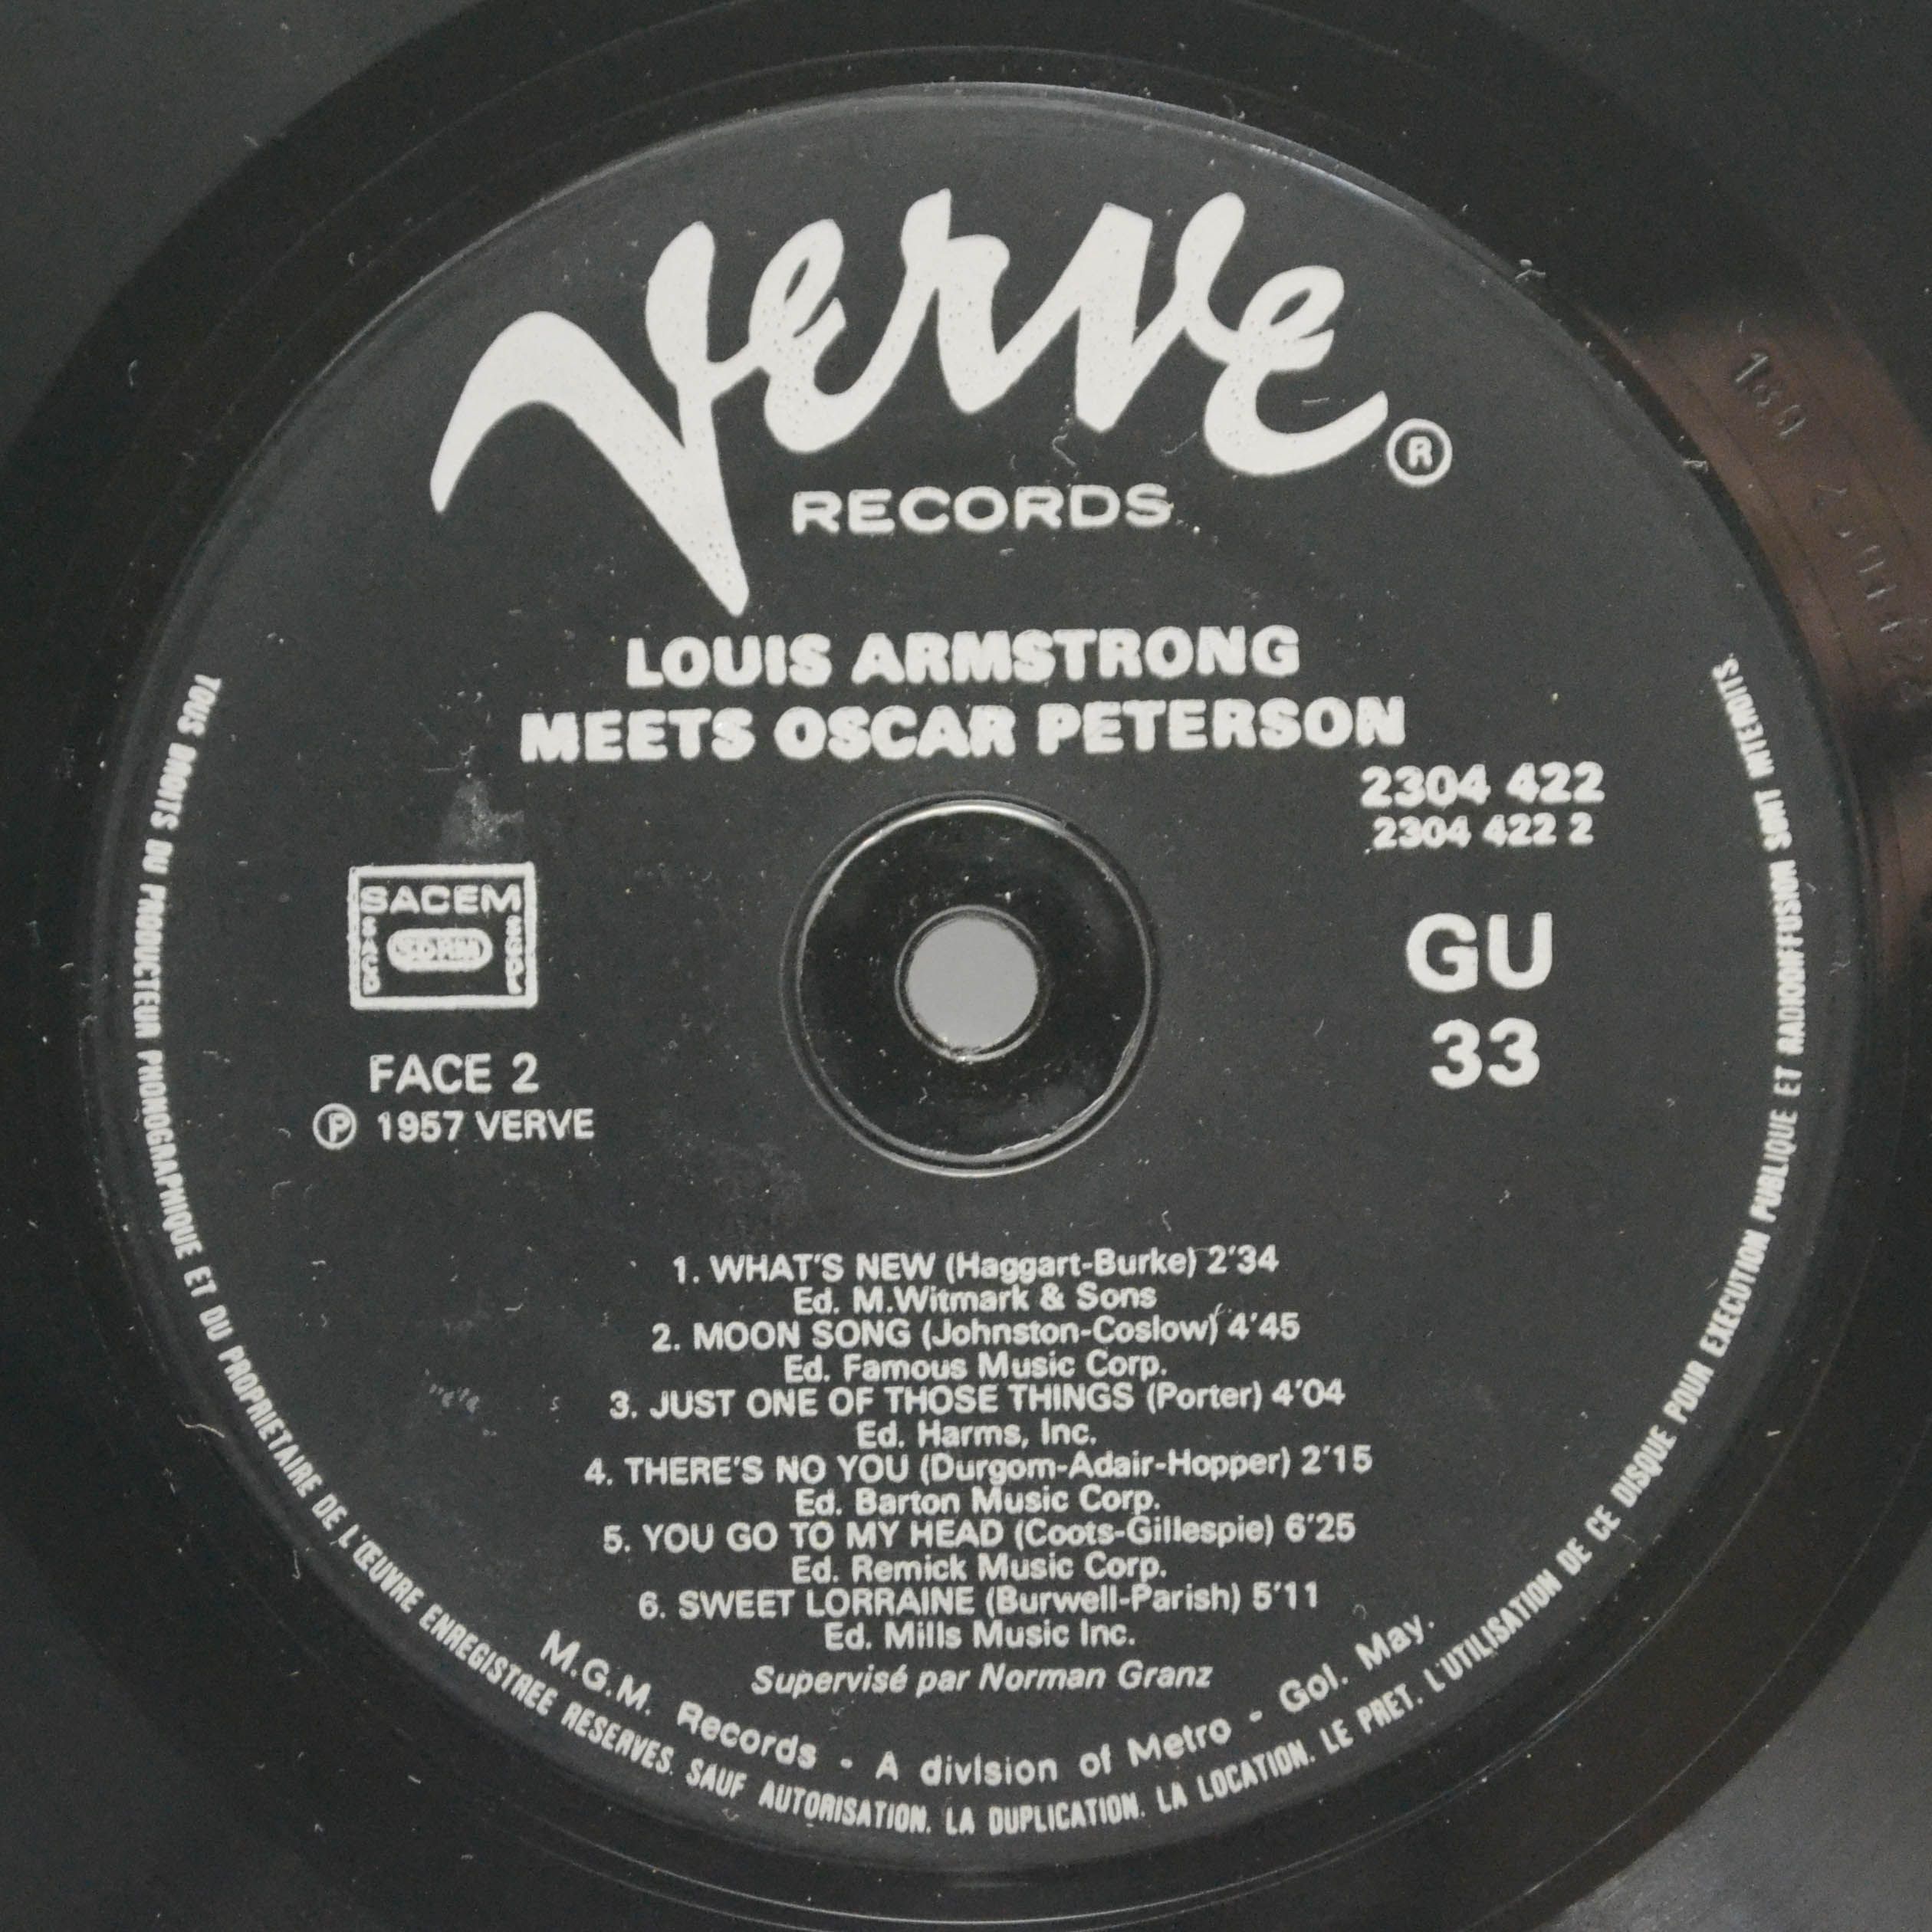 Verve ®
RECORDS
LOUIS ARMSTRONG
MEETS OSCAR PETERSON
2304 422
2304 422 2
SACEM
SACD
SDRM
SGDL
GU
33
FACE 2
Ⓟ 1957 VERVE
1. WHAT'S NEW (Haggart-Burke) 2'34
Ed. M.Witmark & Sons
2. MOON SONG (Johnston-Coslow) 4'45
Ed. Famous Music Corp.
3. JUST ONE OF THOSE THINGS (Porter) 4'04
Ed. Harms, Inc.
4. THERE'S NO YOU (Durgom-Adair-Hopper) 2'15
Ed. Barton Music Corp.
5. YOU GO TO MY HEAD (Coots-Gillespie) 6'25
Ed. Remick Music Corp.
6. SWEET LORRAINE (Burwell-Parish) 5'11
Ed. Mills Music Inc.
Supervisé par Norman Granz
M.G.M. Records - A division of Metro - Gol. May.
TOUS DROITS DU PRODUCTEUR PHONOGRAPHIQUE ET DU PROPRIETAIRE DE L'ŒUVRE ENREGISTREE RESERVES. SAUF AUTORISATION. LA DUPLICATION. LA LOCATION. LE PRET. L'UTILISATION DE CE DISQUE POUR EXECUTION PUBLIQUE ET RADIODIFFUSION SONT INTERDITS.